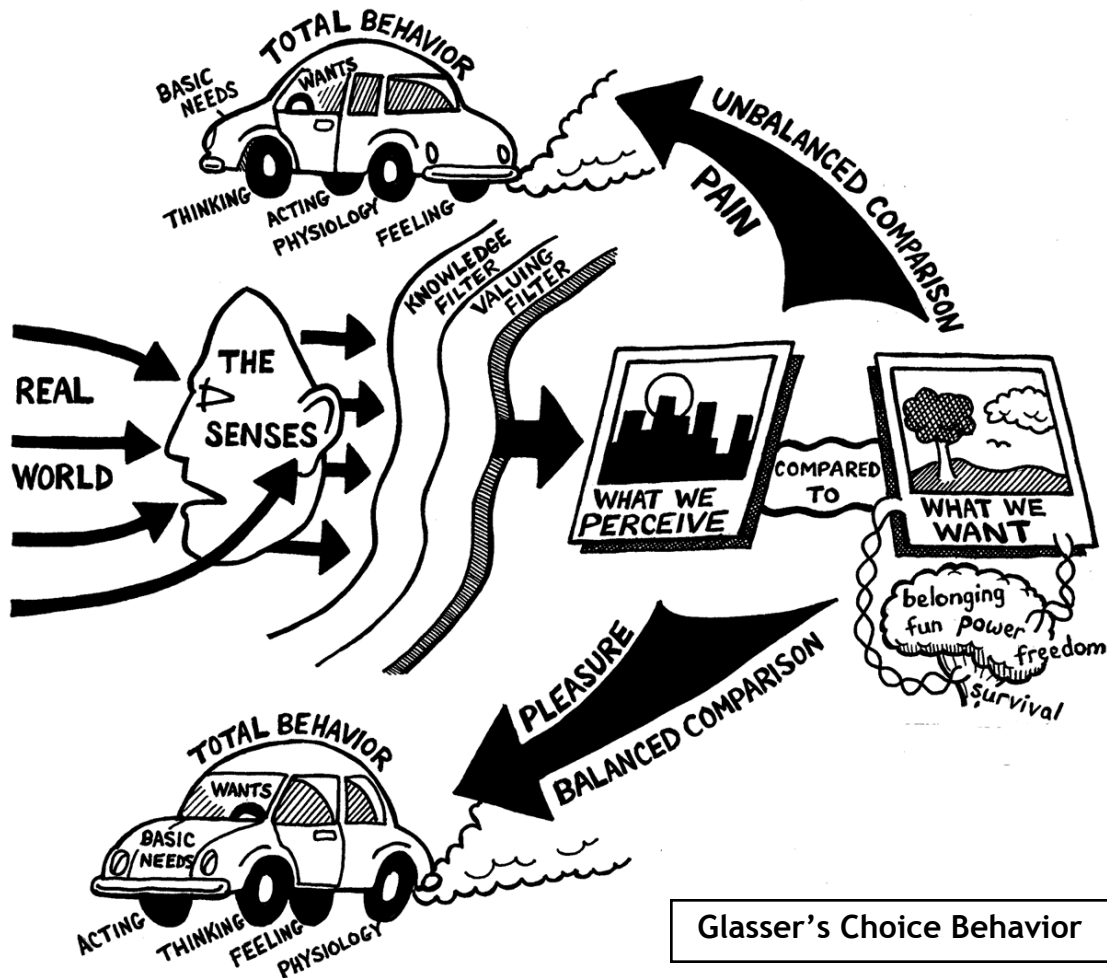 TOTAL BEHAVIOR
BASIC
NEEDS
WANTS
THINKING
ACTING
PHYSIOLOGY
FEELING
UNBALANCED COMPARISON
PAIN
KNOWLEDGE
FILTER
VALUING
FILTER
REAL
WORLD
THE
SENSES
WHAT WE
PERCEIVE
COMPARED
TO
WHAT WE
WANT
belonging
fun power
freedom
survival
PLEASURE
BALANCED COMPARISON
TOTAL BEHAVIOR
WANTS
BASIC
NEEDS
ACTING
THINKING
FEELING
PHYSIOLOGY
Glasser's Choice Behavior